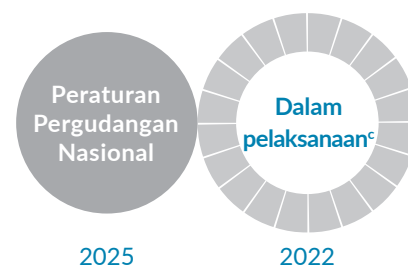 Peraturan
Pergudangan
Nasional
Dalam
pelaksanaanᶜ
2025
2022